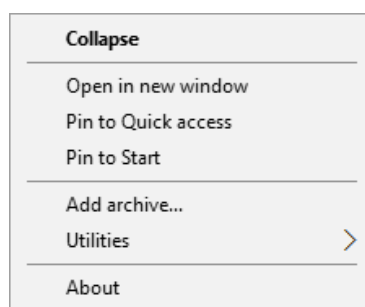 Collapse
Open in new window
Pin to Quick access
Pin to Start
Add archive...
Utilities
About